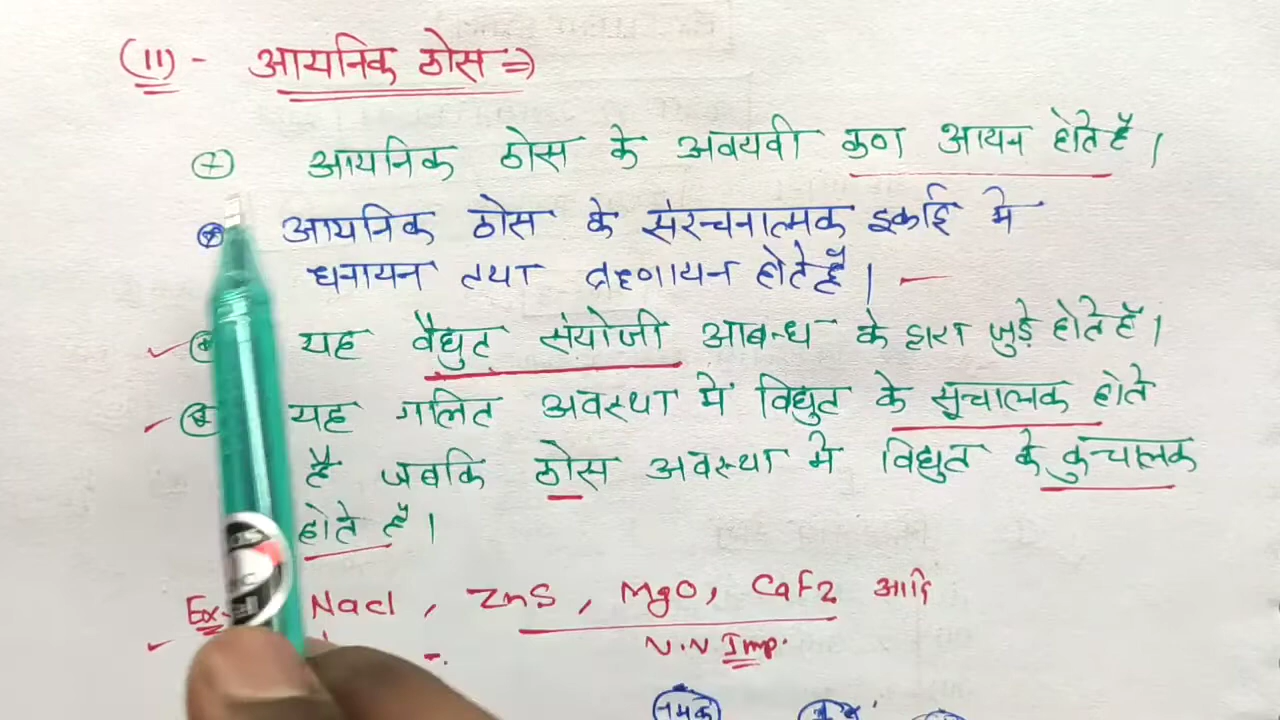 (II) - आयनिक ठोस ⇒
आयनिक ठोस के अवयवी कण आयन होते हैं।
आयनिक ठोस के संरचनात्मक इकाई मे
धनायन तथा ऋणायन होते हैं।
यह वैद्युत संयोजी आबन्ध के द्वारा जुड़े होते हैं।
यह गलित अवस्था में विद्युत के सूचालक होते
है जबकि ठोस अवस्था मे विद्युत के कुचालक
होते हैं।
Ex- Nacl, ZnS, MgO, CaF2 आदि
V.V. Imp.
नमक